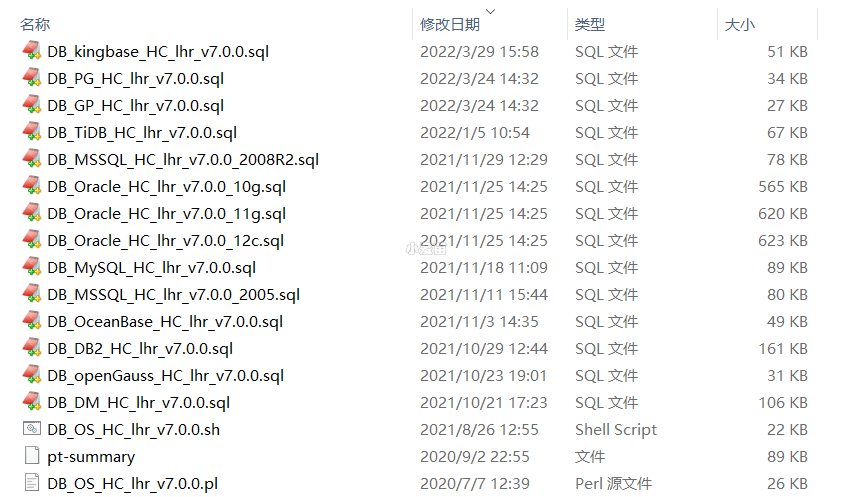 名称 修改日期 类型 大小
DB_kingbase_HC_lhr_v7.0.0.sql 2022/3/29 15:58 SQL 文件 51 KB
DB_PG_HC_lhr_v7.0.0.sql 2022/3/24 14:32 SQL 文件 34 KB
DB_GP_HC_lhr_v7.0.0.sql 2022/3/24 14:32 SQL 文件 27 KB
DB_TiDB_HC_lhr_v7.0.0.sql 2022/1/5 10:54 SQL 文件 67 KB
DB_MSSQL_HC_lhr_v7.0.0_2008R2.sql 2021/11/29 12:29 SQL 文件 78 KB
DB_Oracle_HC_lhr_v7.0.0_10g.sql 2021/11/25 14:25 SQL 文件 565 KB
DB_Oracle_HC_lhr_v7.0.0_11g.sql 2021/11/25 14:25 SQL 文件 620 KB
DB_Oracle_HC_lhr_v7.0.0_12c.sql 2021/11/25 14:25 SQL 文件 623 KB
DB_MySQL_HC_lhr_v7.0.0.sql 2021/11/18 11:09 SQL 文件 89 KB
DB_MSSQL_HC_lhr_v7.0.0_2005.sql 2021/11/11 15:44 SQL 文件 80 KB
DB_OceanBase_HC_lhr_v7.0.0.sql 2021/11/3 14:35 SQL 文件 49 KB
DB_DB2_HC_lhr_v7.0.0.sql 2021/10/29 12:44 SQL 文件 161 KB
DB_openGauss_HC_lhr_v7.0.0.sql 2021/10/23 19:01 SQL 文件 31 KB
DB_DM_HC_lhr_v7.0.0.sql 2021/10/21 17:23 SQL 文件 106 KB
DB_OS_HC_lhr_v7.0.0.sh 2021/8/26 12:55 Shell Script 22 KB
pt-summary 2020/9/2 22:55 文件 89 KB
DB_OS_HC_lhr_v7.0.0.pl 2020/7/7 12:39 Perl 源文件 26 KB